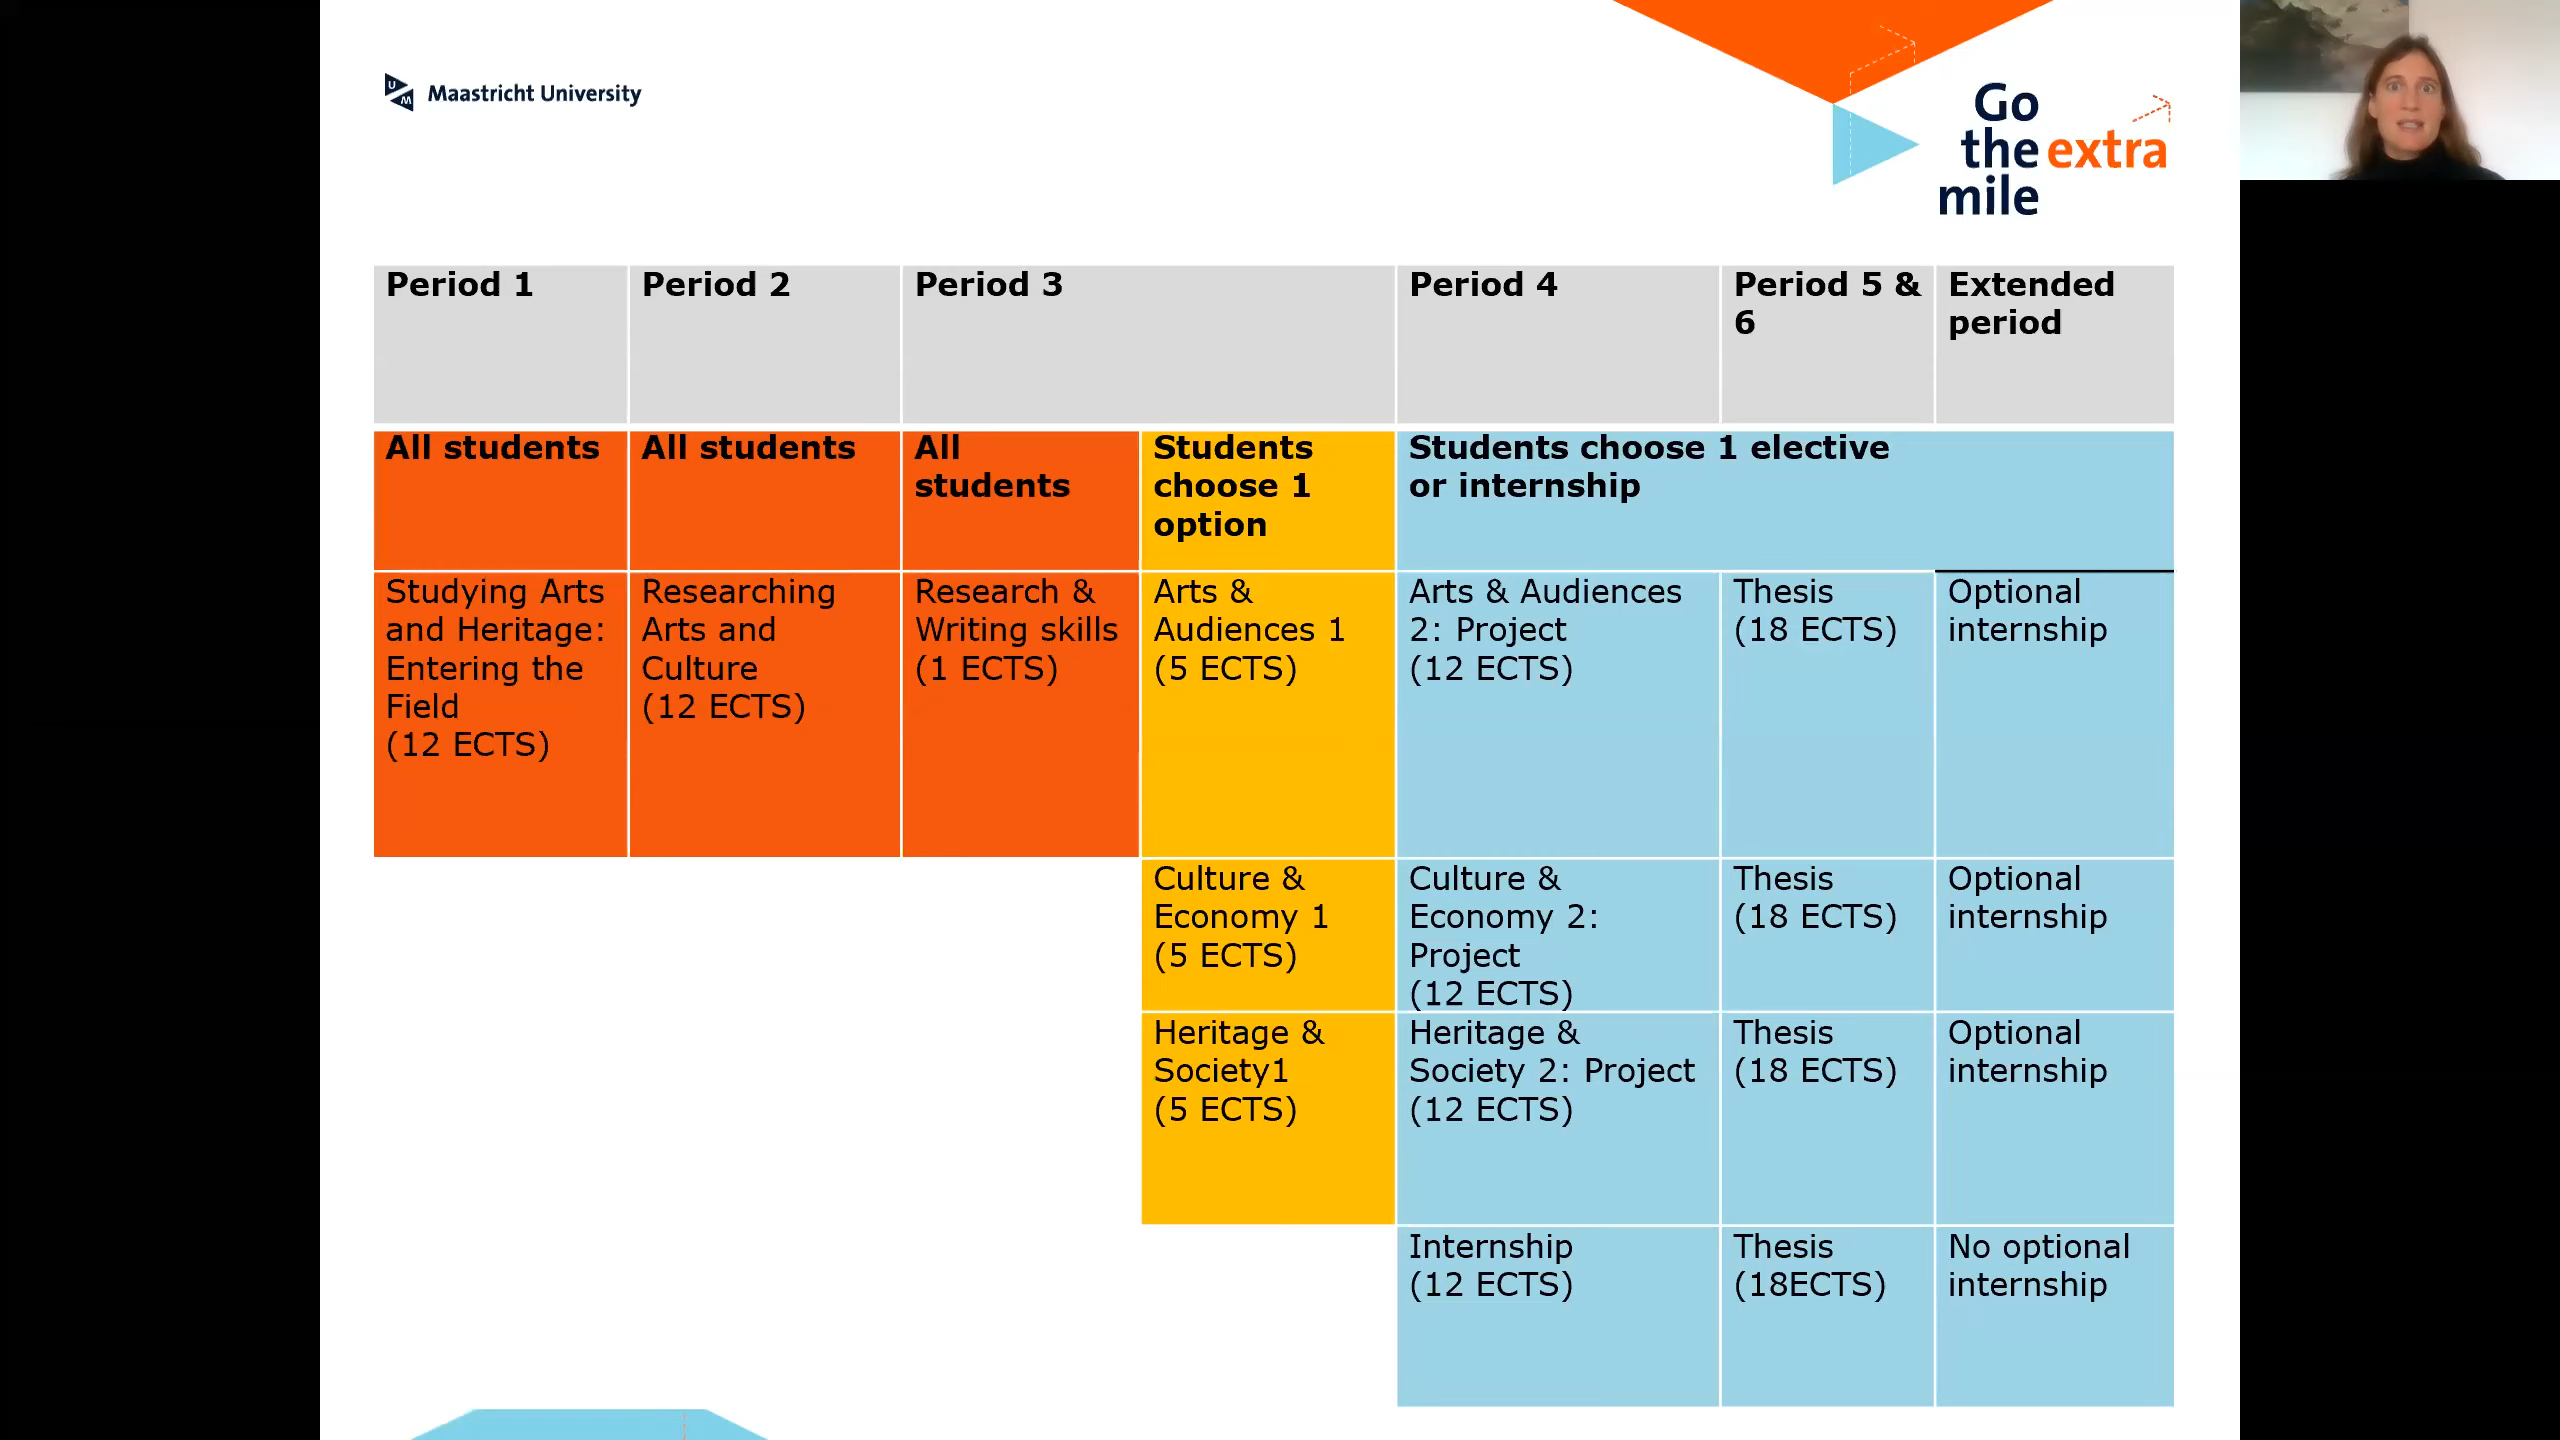 Maastricht University
Go
the extra
mile
Period 1
Period 2
Period 3
Period 4
Period 5 &
6
Extended
period
All students
All students
All
students
Students
choose 1
option
Students choose 1 elective
or internship
Studying Arts
and Heritage:
Entering the
Field
(12 ECTS)
Researching
Arts and
Culture
(12 ECTS)
Research &
Writing skills
(1 ECTS)
Arts &
Audiences 1
(5 ECTS)
Arts & Audiences
2: Project
(12 ECTS)
Thesis
(18 ECTS)
Optional
internship
Culture &
Economy 1
(5 ECTS)
Culture &
Economy 2:
Project
(12 ECTS)
Thesis
(18 ECTS)
Optional
internship
Heritage &
Society1
(5 ECTS)
Heritage &
Society 2: Project
(12 ECTS)
Thesis
(18 ECTS)
Optional
internship
Internship
(12 ECTS)
Thesis
(18ECTS)
No optional
internship